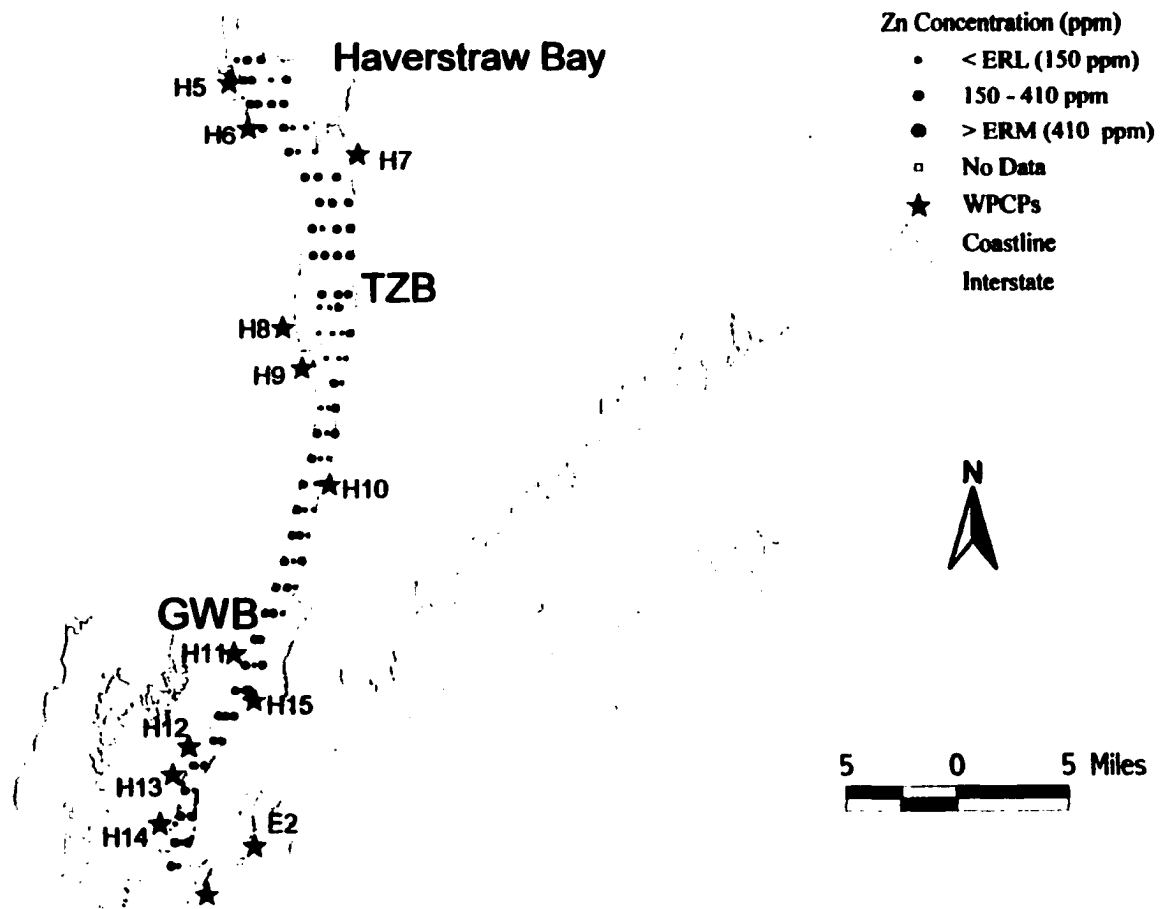 Zn Concentration (ppm)
< ERL (150 ppm)
150 - 410 ppm
> ERM (410 ppm)
No Data
WPCPs
Coastline
Interstate
Haverstraw Bay
H5
H6
H7
TZB
H8
H9
N
H10
GWB
H11
H15
H12
H13
H14
E2
5 0 5 Miles